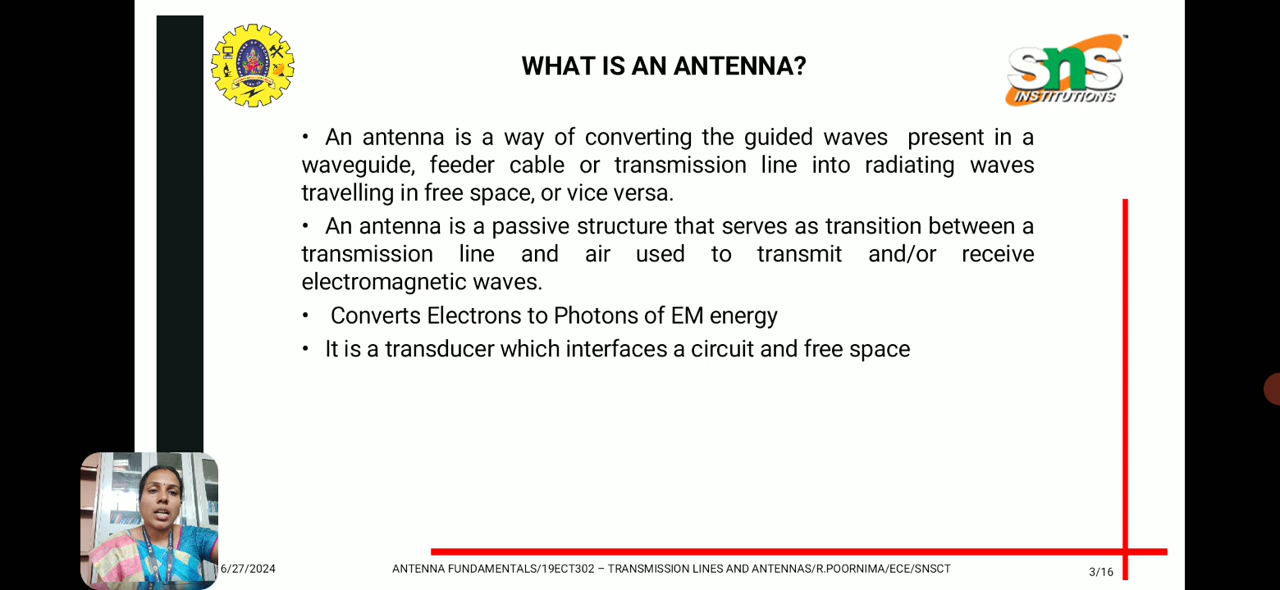 WHAT IS AN ANTENNA?
sns
INSTITUTIONS
™
• An antenna is a way of converting the guided waves present in a
waveguide, feeder cable or transmission line into radiating waves
travelling in free space, or vice versa.
• An antenna is a passive structure that serves as transition between a
transmission line and air used to transmit and/or receive
electromagnetic waves.
• Converts Electrons to Photons of EM energy
• It is a transducer which interfaces a circuit and free space
6/27/2024
ANTENNA FUNDAMENTALS/19ECT302 – TRANSMISSION LINES AND ANTENNAS/R.POORNIMA/ECE/SNSCT
3/16